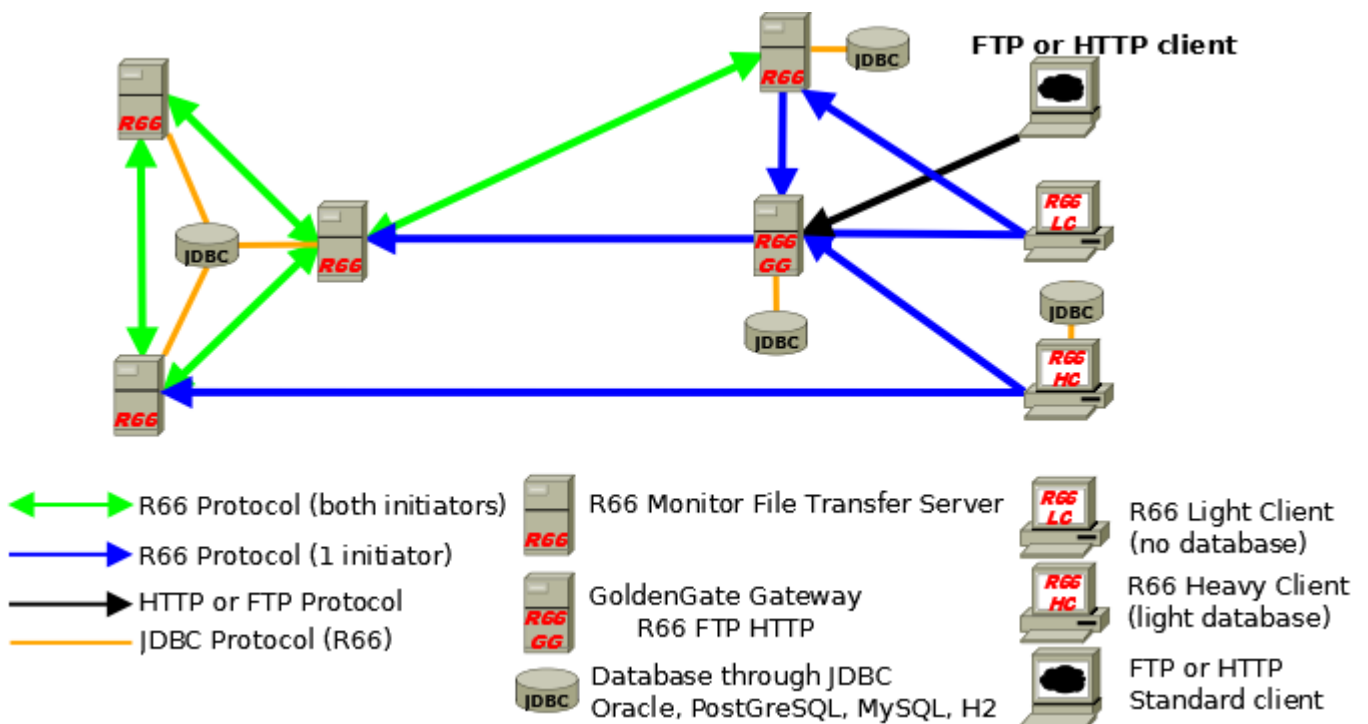 FTP or HTTP client
R66
JDBC
R66
R66
LC
JDBC
R66
R66
GG
JDBC
R66
JDBC
R66
HC
R66
R66 Protocol (both initiators)
R66 Protocol (1 initiator)
HTTP or FTP Protocol
JDBC Protocol (R66)
R66
R66 Monitor File Transfer Server
R66
GG
GoldenGate Gateway
R66 FTP HTTP
JDBC
Database through JDBC
Oracle, PostGreSQL, MySQL, H2
R66
LC
R66 Light Client
(no database)
R66
HC
R66 Heavy Client
(light database)
FTP or HTTP
Standard client